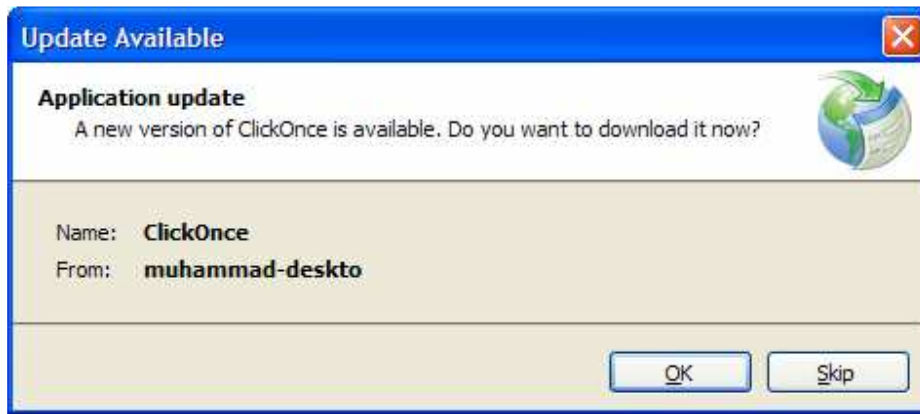 Update Available
Application update
A new version of ClickOnce is available. Do you want to download it now?
Name: ClickOnce
From: muhammad-deskto
OK Skip